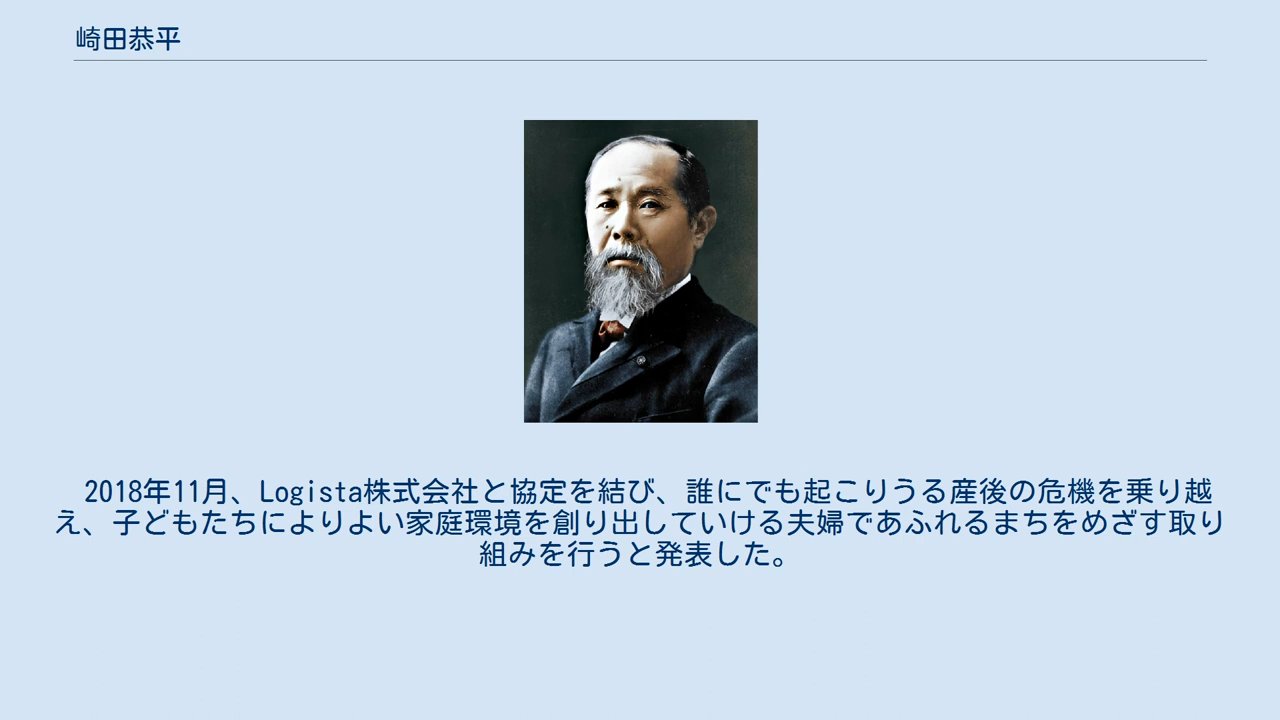 崎田恭平
2018年11月、Logista株式会社と協定を結び、誰にでも起こりうる産後の危機を乗り越
え、子どもたちによりよい家庭環境を創り出していける夫婦であふれるまちをめざす取り
組みを行うと発表した。